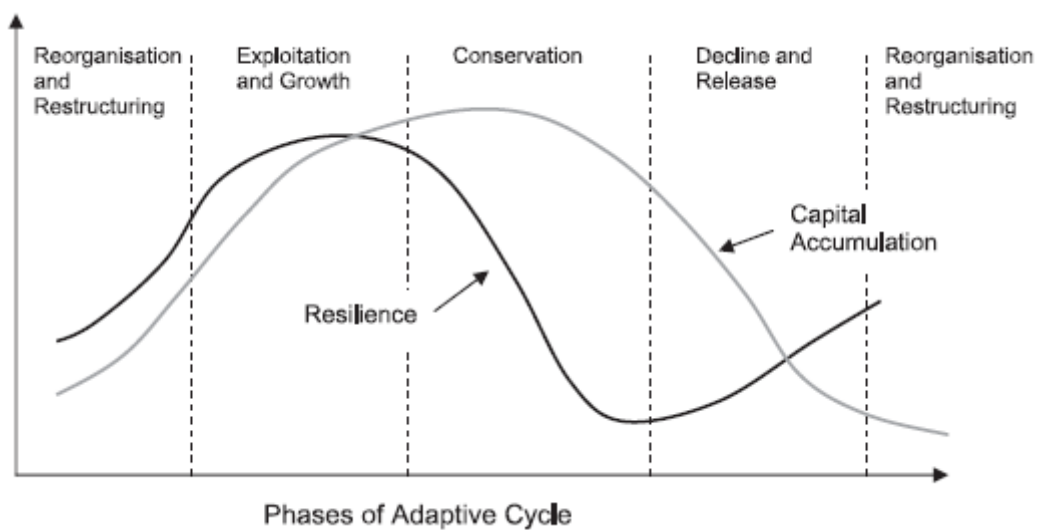 Reorganisation
and
Restructuring
Exploitation
and Growth
Conservation
Decline and
Release
Reorganisation
and
Restructuring
Capital
Accumulation
Resilience
Phases of Adaptive Cycle